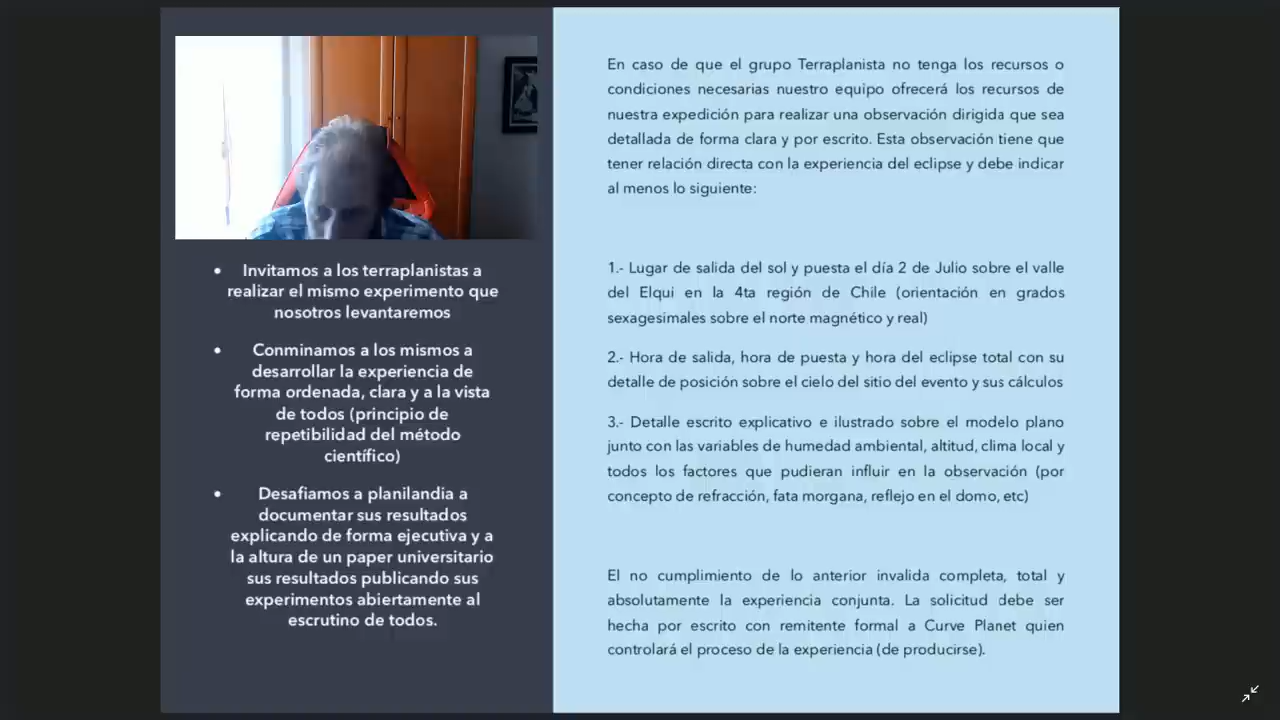 • Invitamos a los terraplanistas a
realizar el mismo experimento que
nosotros levantaremos
• Conminamos a los mismos a
desarrollar la experiencia de
forma ordenada, clara y a la vista
de todos (principio de
repetibilidad del método
científico)
• Desafiamos a planilandia a
documentar sus resultados
explicando de forma ejecutiva y a
la altura de un paper universitario
sus resultados publicando sus
experimentos abiertamente al
escrutino de todos.
En caso de que el grupo Terraplanista no tenga los recursos o
condiciones necesarias nuestro equipo ofrecerá los recursos de
nuestra expedición para realizar una observación dirigida que sea
detallada de forma clara y por escrito. Esta observación tiene que
tener relación directa con la experiencia del eclipse y debe indicar
al menos lo siguiente:
1.- Lugar de salida del sol y puesta el día 2 de Julio sobre el valle
del Elqui en la 4ta región de Chile (orientación en grados
sexagesimales sobre el norte magnético y real)
2.- Hora de salida, hora de puesta y hora del eclipse total con su
detalle de posición sobre el cielo del sitio del evento y sus cálculos
3.- Detalle escrito explicativo e ilustrado sobre el modelo plano
junto con las variables de humedad ambiental, altitud, clima local y
todos los factores que pudieran influir en la observación (por
concepto de refracción, fata morgana, reflejo en el domo, etc)
El no cumplimiento de lo anterior invalida completa, total y
absolutamente la experiencia conjunta. La solicitud debe ser
hecha por escrito con remitente formal a Curve Planet quien
controlará el proceso de la experiencia (de producirse).